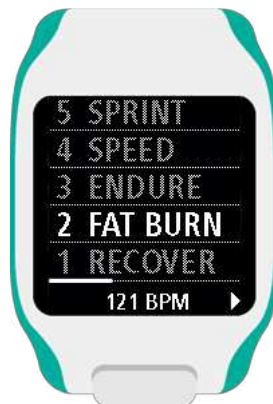 5 SPRINT
4 SPEED
3 ENDURE
2 FAT BURN
1 RECOVER
121 BPM